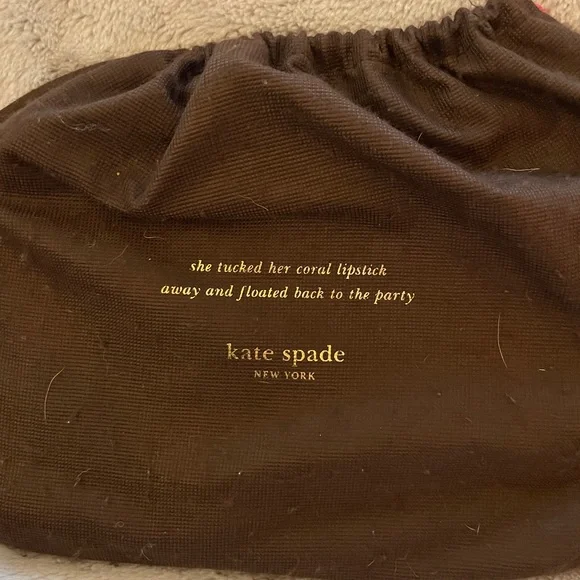 she tucked her coral lipstick
away and floated back to the party
kate spade
NEW YORK